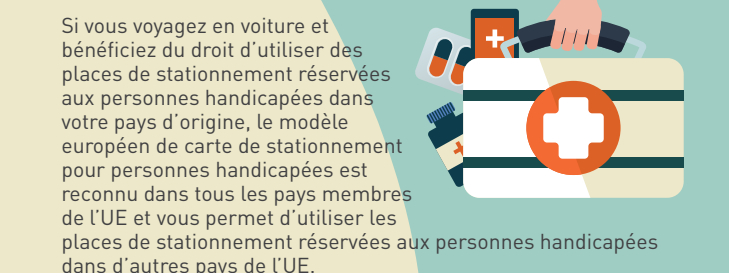 Si vous voyagez en voiture et
bénéficiez du droit d’utiliser des
places de stationnement réservées
aux personnes handicapées dans
votre pays d’origine, le modèle
européen de carte de stationnement
pour personnes handicapées est
reconnu dans tous les pays membres
de l’UE et vous permet d’utiliser les
places de stationnement réservées aux personnes handicapées
dans d’autres pays de l’UE.